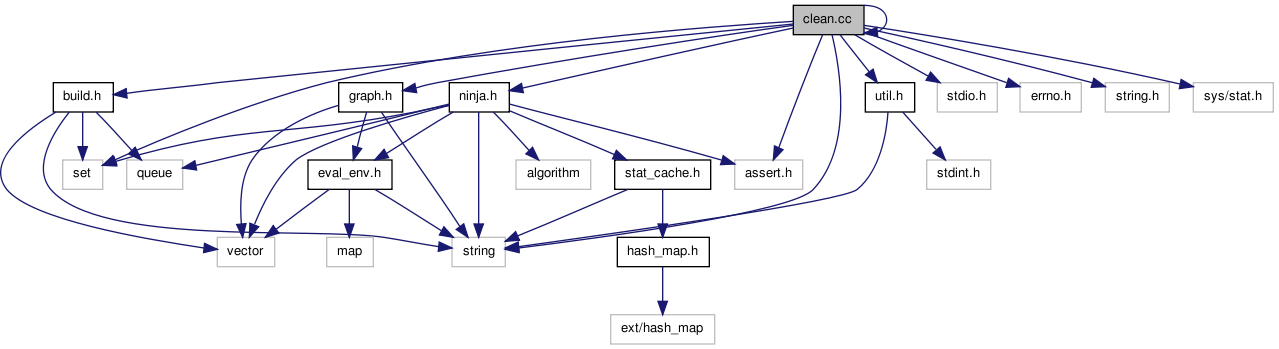 clean.cc
build.h
graph.h
ninja.h
util.h
stdio.h
errno.h
string.h
sys/stat.h
set
queue
eval_env.h
algorithm
stat_cache.h
assert.h
stdint.h
vector
map
string
hash_map.h
ext/hash_map